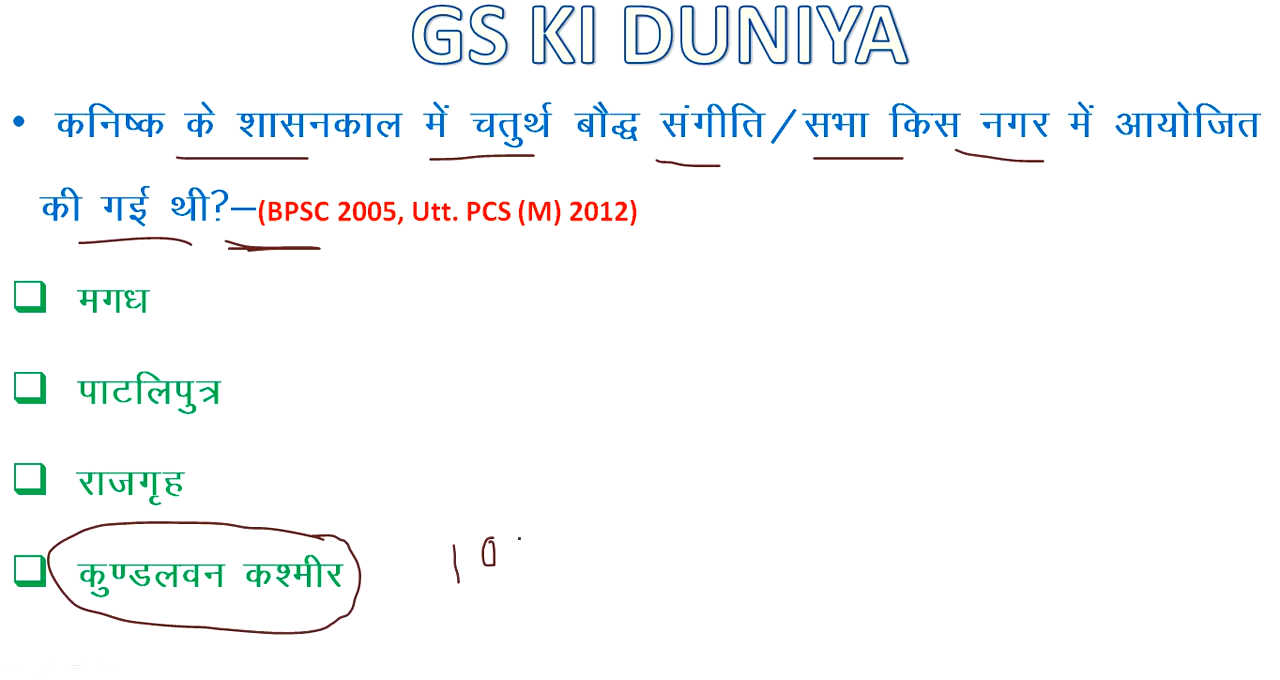 GS KI DUNIYA
• कनिष्क के शासनकाल में चतुर्थ बौद्ध संगीति/सभा किस नगर में आयोजित
की गई थी?–(BPSC 2005, Utt. PCS (M) 2012)
❑ मगध
❑ पाटलिपुत्र
❑ राजगृह
❑ कुण्डलवन कश्मीर 10